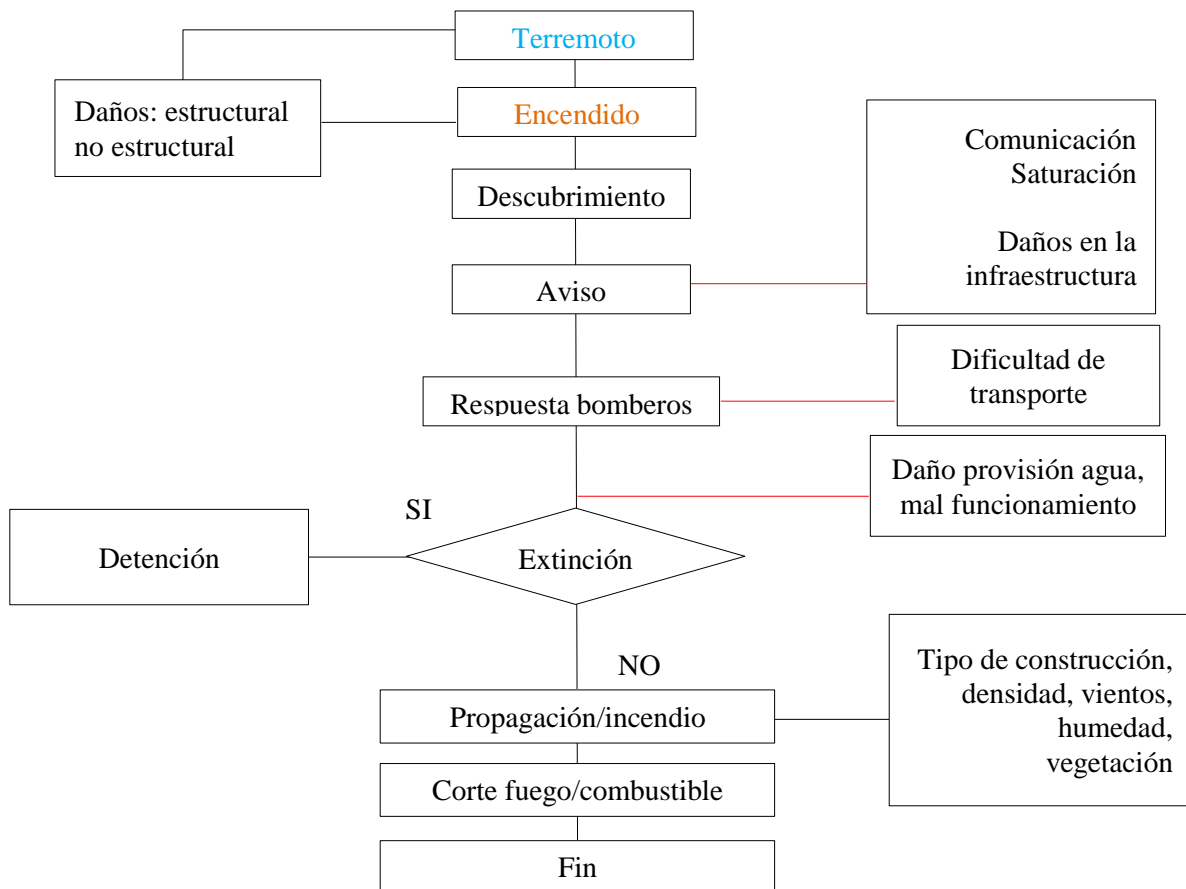 Terremoto
Daños: estructural
no estructural
Encendido
Descubrimiento
Comunicación
Saturación
Daños en la
infraestructura
Aviso
Dificultad de
transporte
Respuesta bomberos
Daño provisión agua,
mal funcionamiento
SI
Detención
Extinción
NO
Tipo de construcción,
densidad, vientos,
humedad,
vegetación
Propagación/incendio
Corte fuego/combustible
Fin